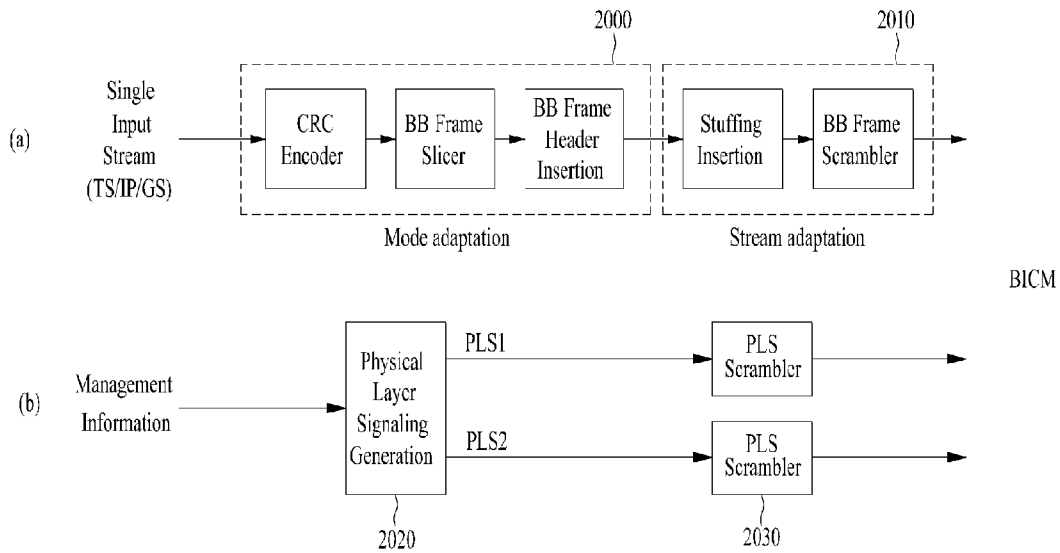 2000
2010
(a)
Single
Input
Stream
(TS/IP/GS)
CRC
Encoder
BB Frame
Slicer
BB Frame
Header
Insertion
Stuffing
Insertion
BB Frame
Scrambler
Mode adaptation
Stream adaptation
BICM
(b)
Management
Information
Physical
Layer
Signaling
Generation
PLS1
PLS2
PLS
Scrambler
PLS
Scrambler
2020
2030